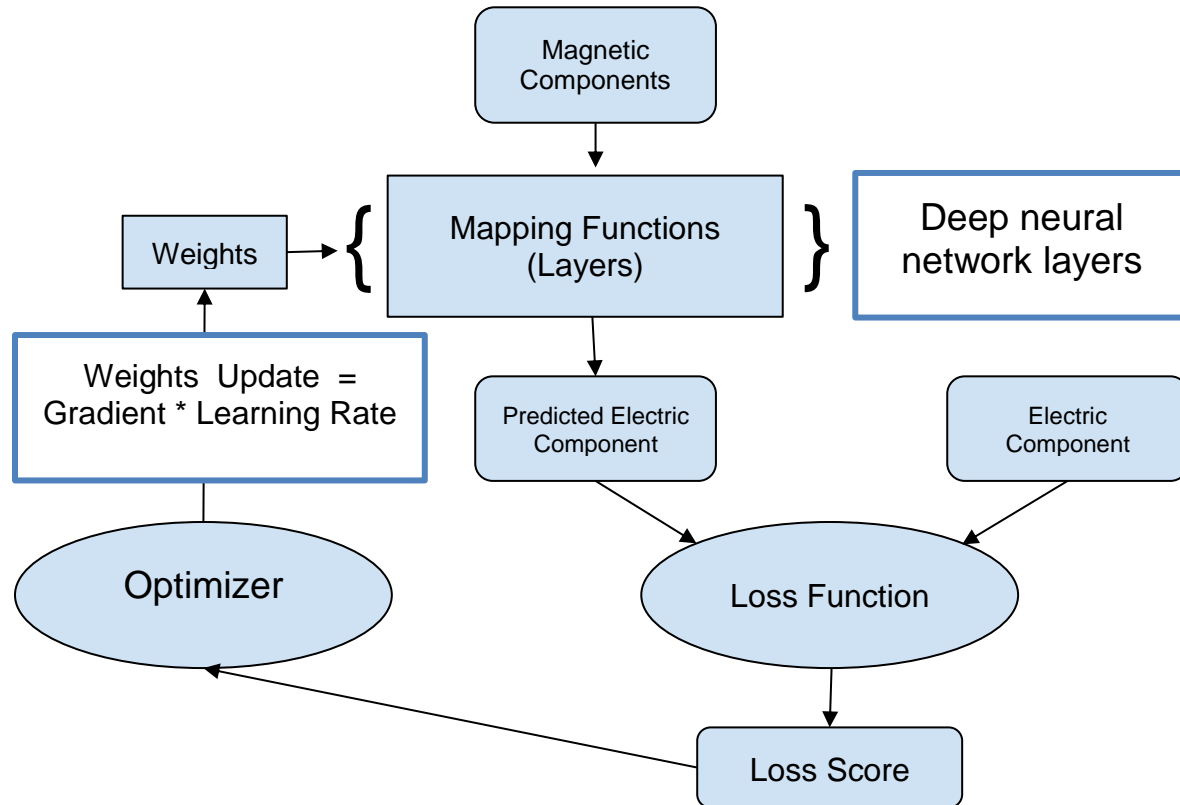 Magnetic
Components
Mapping Functions
(Layers)
{
}
Deep neural
network layers
Weights
Weights Update =
Gradient * Learning Rate
Predicted Electric
Component
Electric
Component
Optimizer
Loss Function
Loss Score